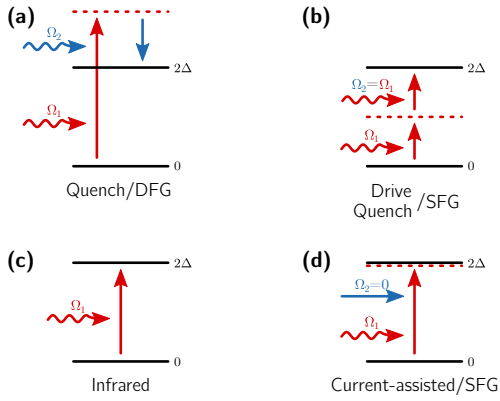 (a)
Ω₂
2Δ
Ω₁
0
Quench/DFG
(b)
2Δ
Ω₂=Ω₁
Ω₁
0
Drive
Quench /SFG
(c)
2Δ
Ω₁
0
Infrared
(d)
2Δ
Ω₂=0
Ω₁
0
Current-assisted/SFG